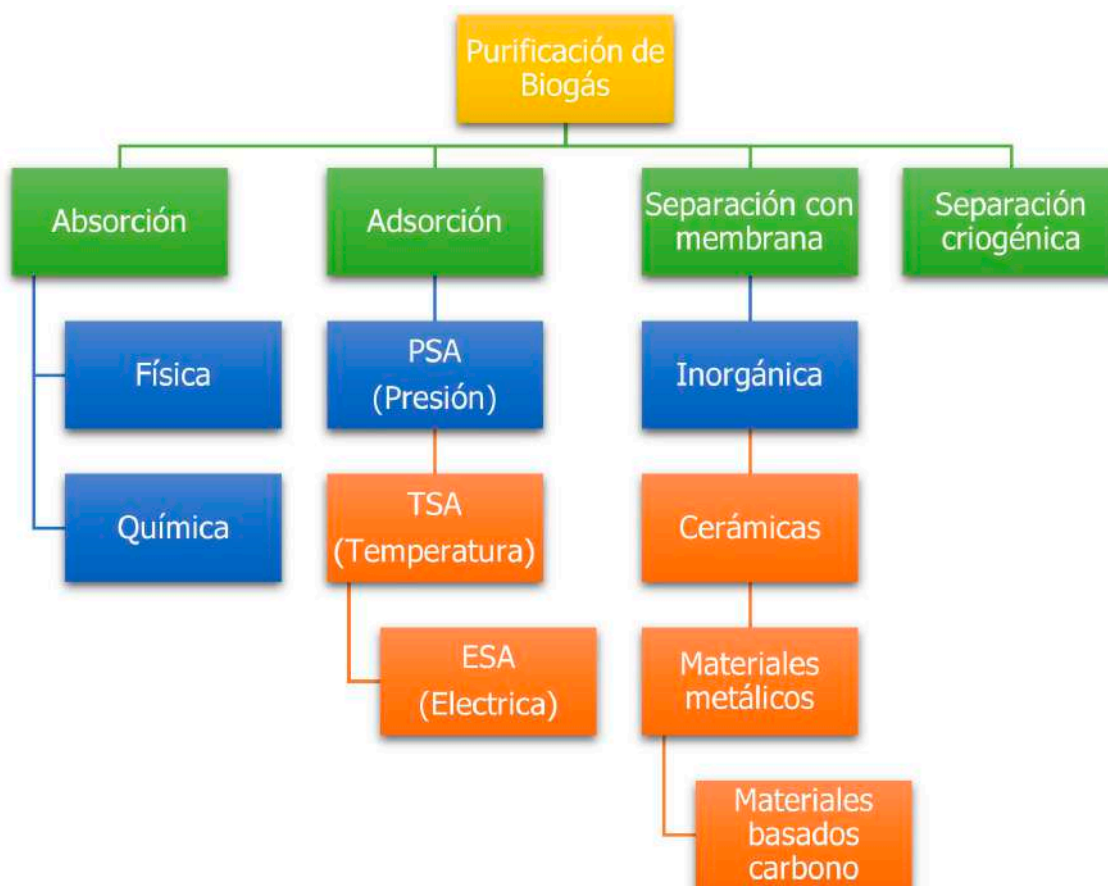 Purificación de
Biogás
Absorción
Adsorción
Separación con
membrana
Separación
criogénica
Física
PSA
(Presión)
Inorgánica
Química
TSA
(Temperatura)
Cerámicas
ESA
(Electrica)
Materiales
metálicos
Materiales
basados
carbono